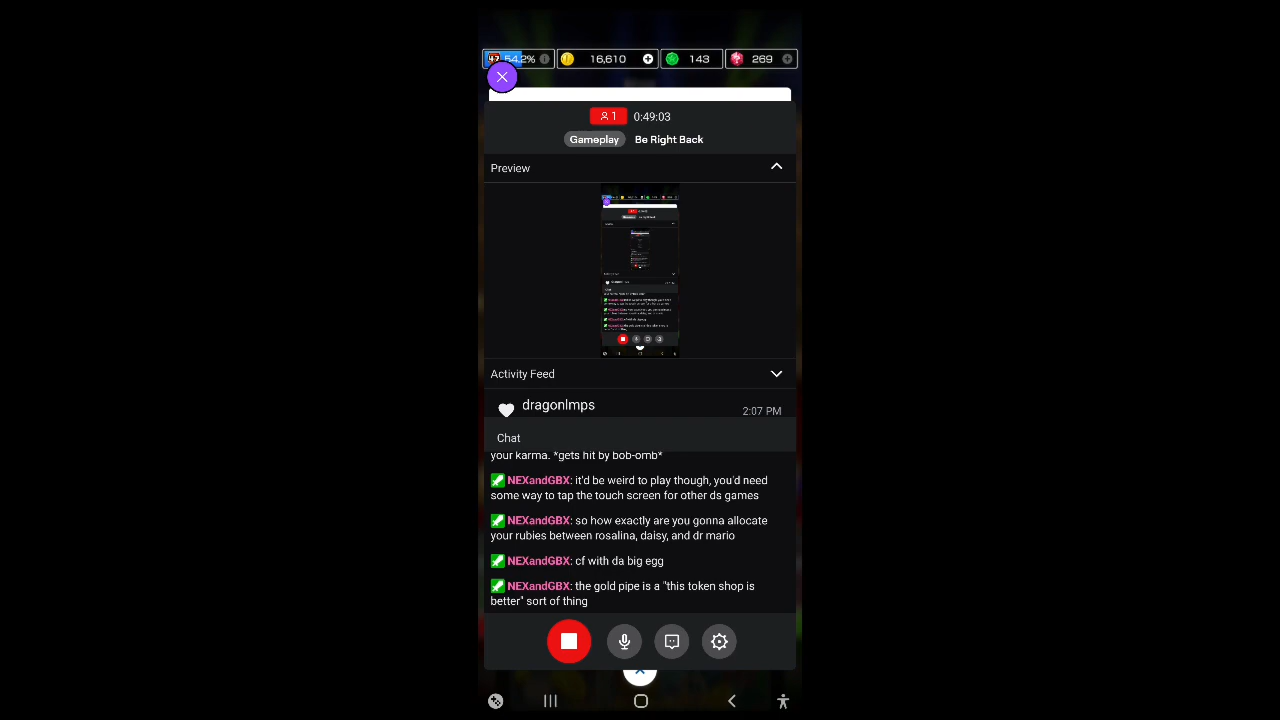 47 54.2% 16,610 143 269
1 0:49:03
Gameplay Be Right Back
Preview
Activity Feed
dragonlmps
2:07 PM
Chat
your karma. *gets hit by bob-omb*
NEXandGBX: it'd be weird to play though, you'd need
some way to tap the touch screen for other ds games
NEXandGBX: so how exactly are you gonna allocate
your rubies between rosalina, daisy, and dr mario
NEXandGBX: cf with da big egg
NEXandGBX: the gold pipe is a "this token shop is
better" sort of thing